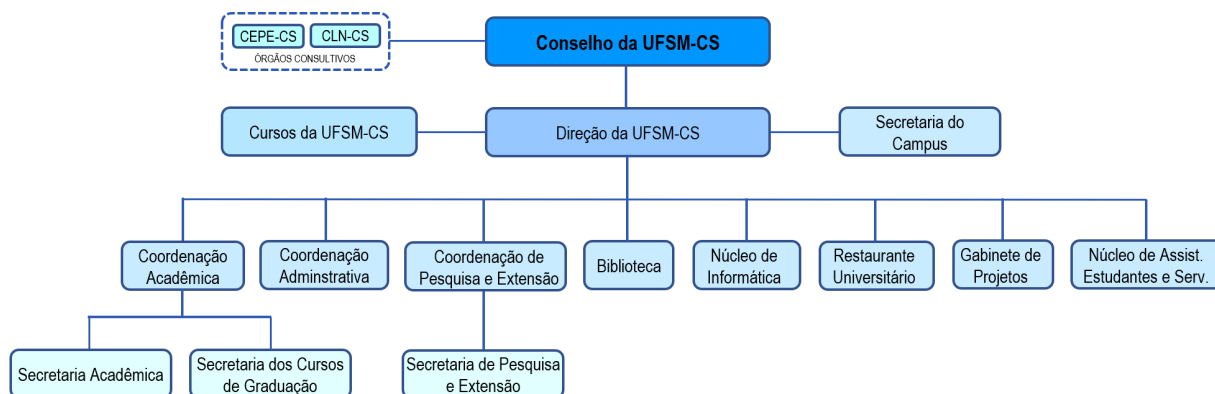 CEPE-CS
CLN-CS
ÓRGÃOS CONSULTIVOS
Conselho da UFSM-CS
Cursos da UFSM-CS
Direção da UFSM-CS
Secretaria do
Campus
Coordenação
Acadêmica
Coordenação
Adminstrativa
Coordenação de
Pesquisa e Extensão
Biblioteca
Núcleo de
Informática
Restaurante
Universitário
Gabinete de
Projetos
Núcleo de Assist.
Estudantes e Serv.
Secretaria Acadêmica
Secretaria dos Cursos
de Graduação
Secretaria de Pesquisa
e Extensão